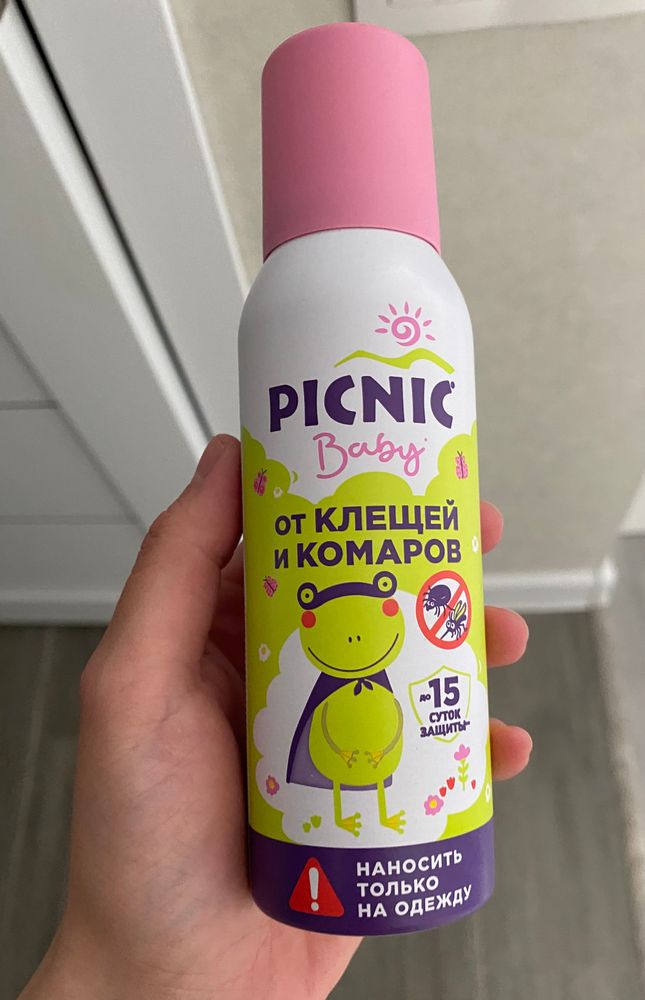 PICNIC
Baby
ОТ КЛЕЩЕЙ
И КОМАРОВ
ДО 15
СУТОК
ЗАЩИТЫ**
НАНОСИТЬ
ТОЛЬКО
НА ОДЕЖДУ